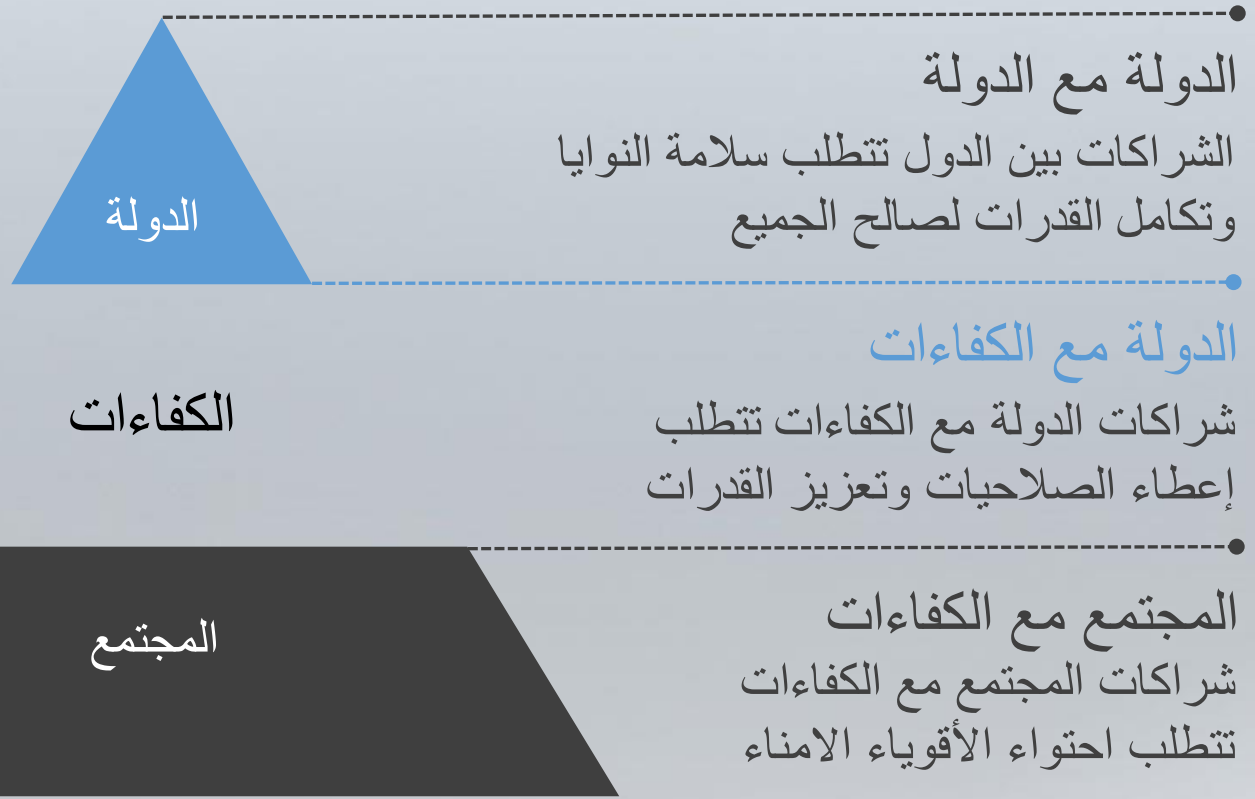 الدولة مع الدولة
الشراكات بين الدول تتطلب سلامة النوايا
وتكامل القدرات لصالح الجميع
الدولة
الدولة مع الكفاءات
شراكات الدولة مع الكفاءات تتطلب
إعطاء الصلاحيات وتعزيز القدرات
الكفاءات
المجتمع مع الكفاءات
شراكات المجتمع مع الكفاءات
تتطلب احتواء الأقوياء الامناء
المجتمع